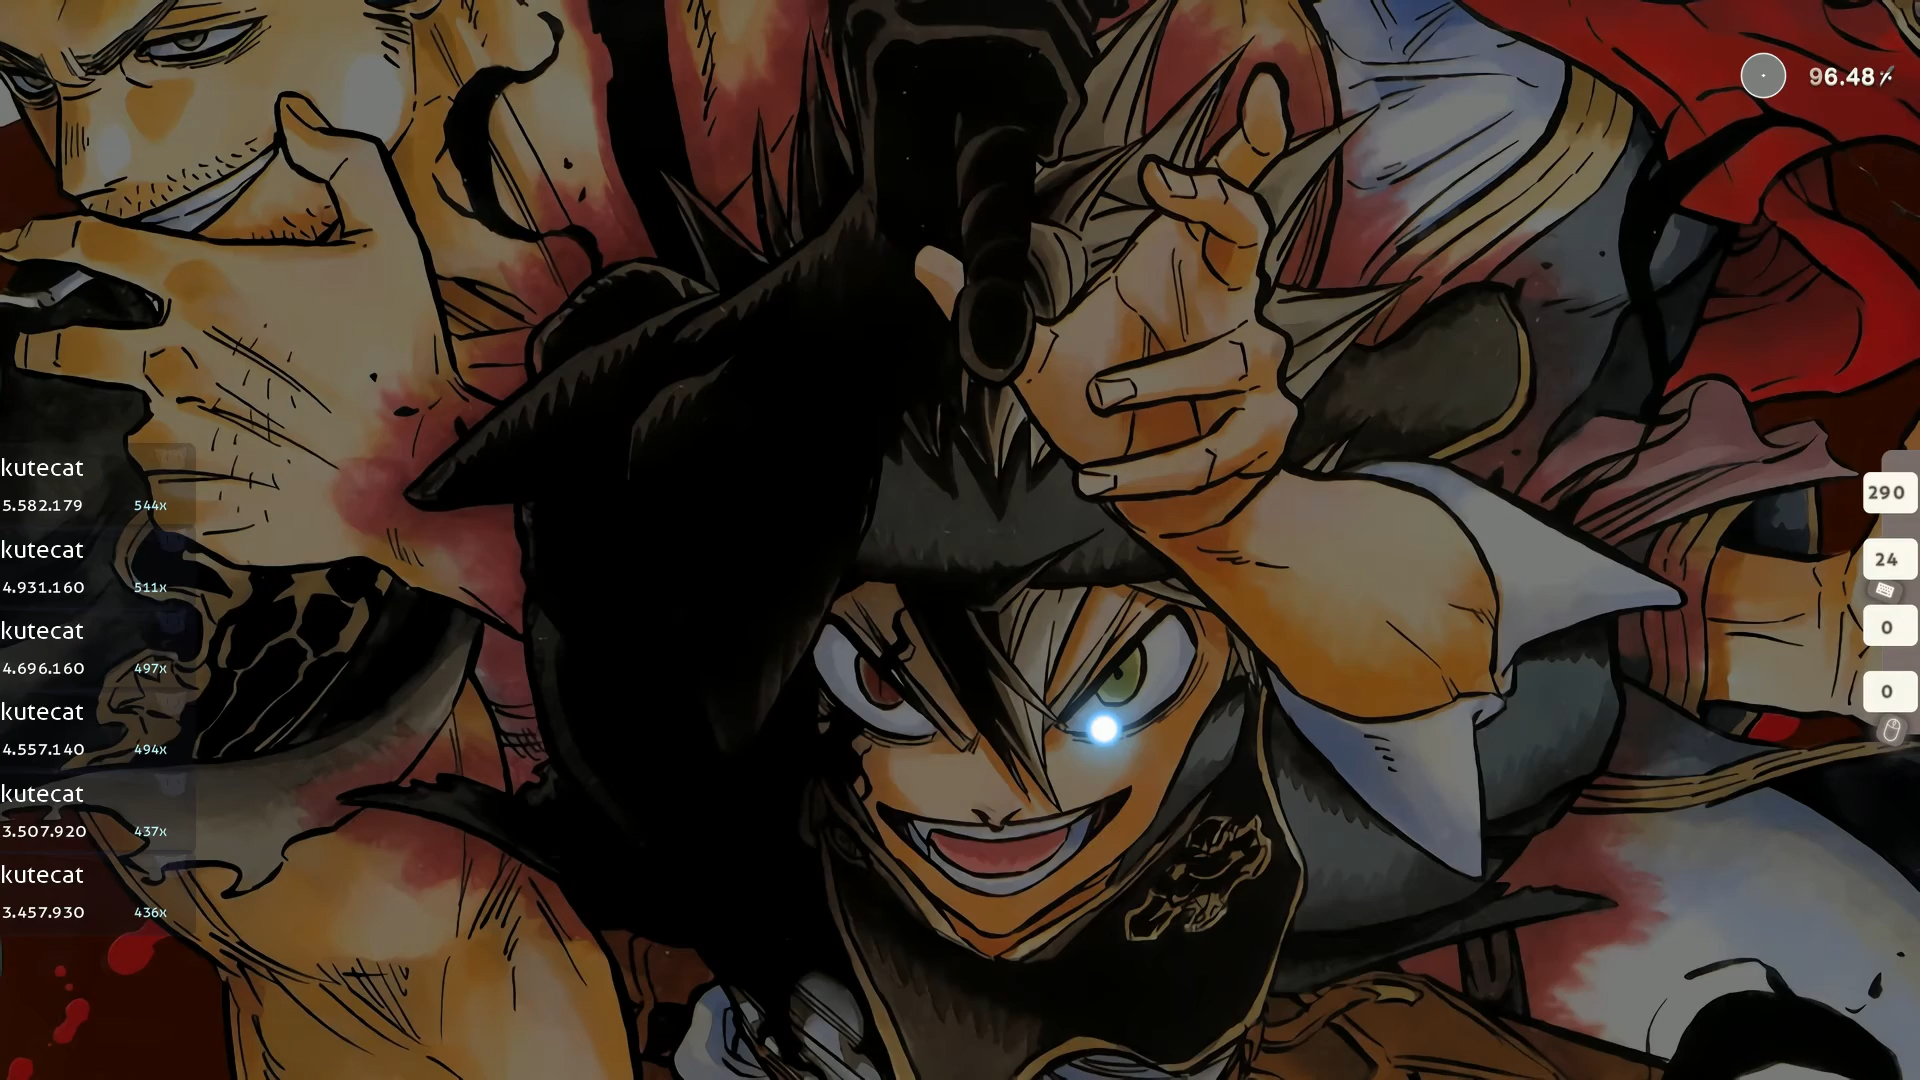 96.48%
kutecat
5.582.179 544x
kutecat
4.931.160 511x
kutecat
4.696.160 497x
kutecat
4.557.140 494x
kutecat
3.507.920 437x
kutecat
3.457.930 436x
290
24
0
0